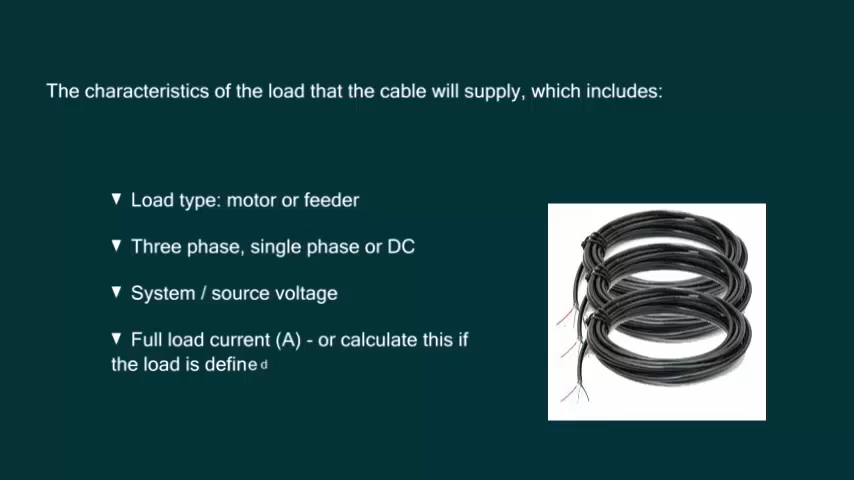 The characteristics of the load that the cable will supply, which includes:
▼ Load type: motor or feeder
▼ Three phase, single phase or DC
▼ System / source voltage
▼ Full load current (A) - or calculate this if
the load is defined